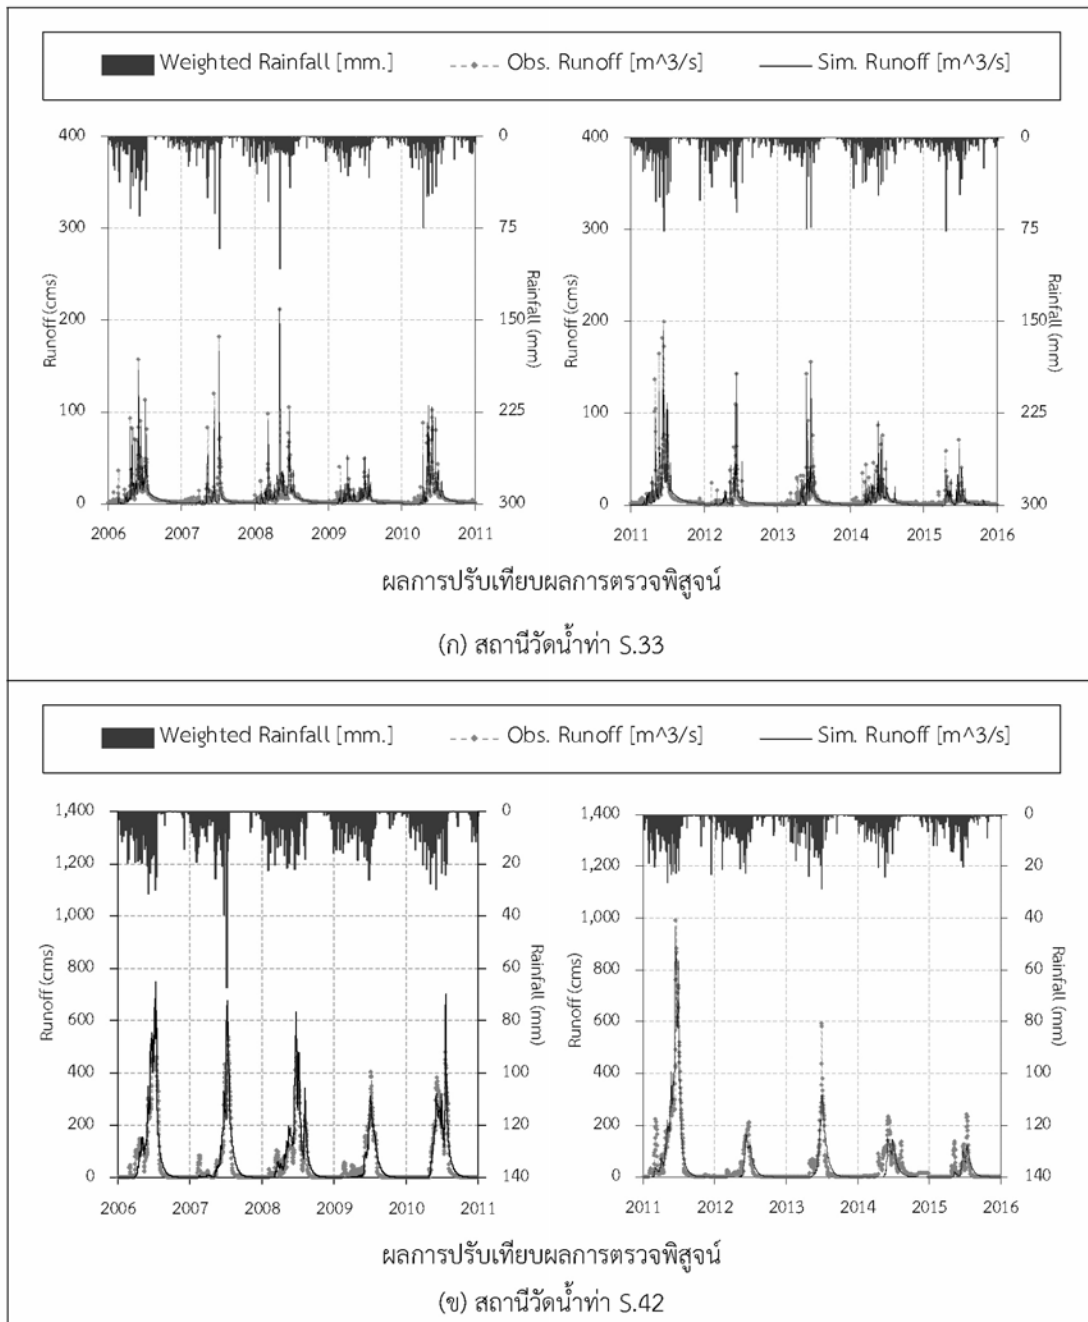 Weighted Rainfall [mm.] Obs. Runoff [m^3/s] Sim. Runoff [m^3/s]
400 0 400 0
300 75 300 75
200 150 200 150
100 225 100 225
0 300 0 300
Runoff (cms) Rainfall (mm) Runoff (cms) Rainfall (mm)
2006 2007 2008 2009 2010 2011 2011 2012 2013 2014 2015 2016
ผลการปรับเทียบผลการตรวจพิสูจน์
(ก) สถานีวัดน้ำท่า S.33
Weighted Rainfall [mm.] Obs. Runoff [m^3/s] Sim. Runoff [m^3/s]
1,400 0 1,400 0
1,200 20 1,200 20
1,000 40 1,000 40
800 60 800 60
600 80 600 80
400 100 400 100
200 120 200 120
0 140 0 140
Runoff (cms) Rainfall (mm) Runoff (cms) Rainfall (mm)
2006 2007 2008 2009 2010 2011 2011 2012 2013 2014 2015 2016
ผลการปรับเทียบผลการตรวจพิสูจน์
(ข) สถานีวัดน้ำท่า S.42